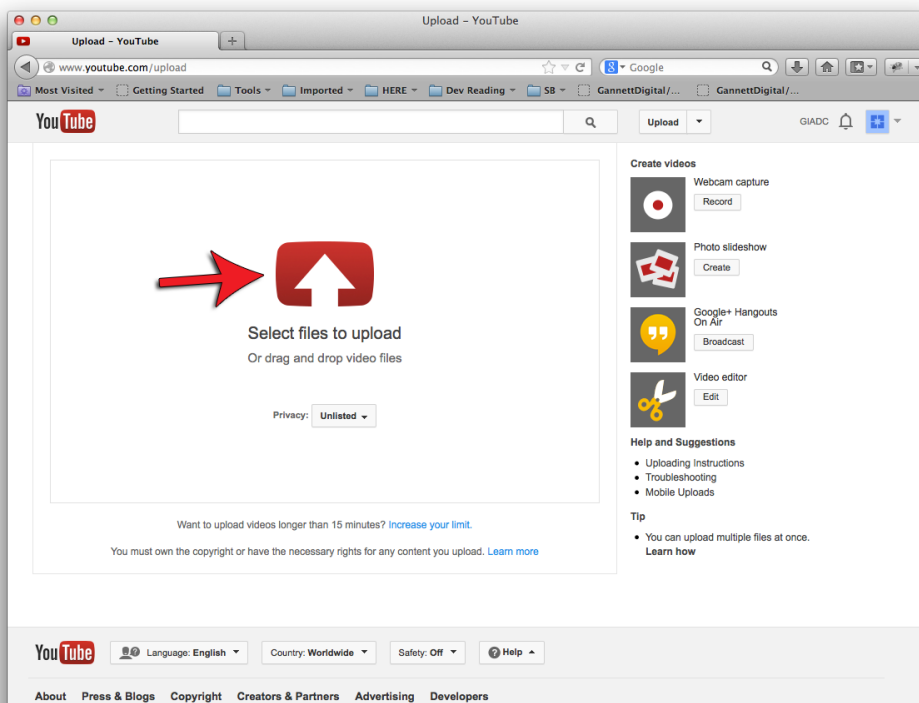 Upload – YouTube
Upload – YouTube
www.youtube.com/upload
Google
Most Visited
Getting Started
Tools
Imported
HERE
Dev Reading
SB
GannettDigital/...
GannettDigital/...
YouTube
Upload
GIADC
Select files to upload
Or drag and drop video files
Privacy: Unlisted
Want to upload videos longer than 15 minutes? Increase your limit.
You must own the copyright or have the necessary rights for any content you upload. Learn more
Create videos
Webcam capture
Record
Photo slideshow
Create
Google+ Hangouts
On Air
Broadcast
Video editor
Edit
Help and Suggestions
Uploading Instructions
Troubleshooting
Mobile Uploads
Tip
You can upload multiple files at once.
Learn how
YouTube
Language: English
Country: Worldwide
Safety: Off
Help
About Press & Blogs Copyright Creators & Partners Advertising Developers